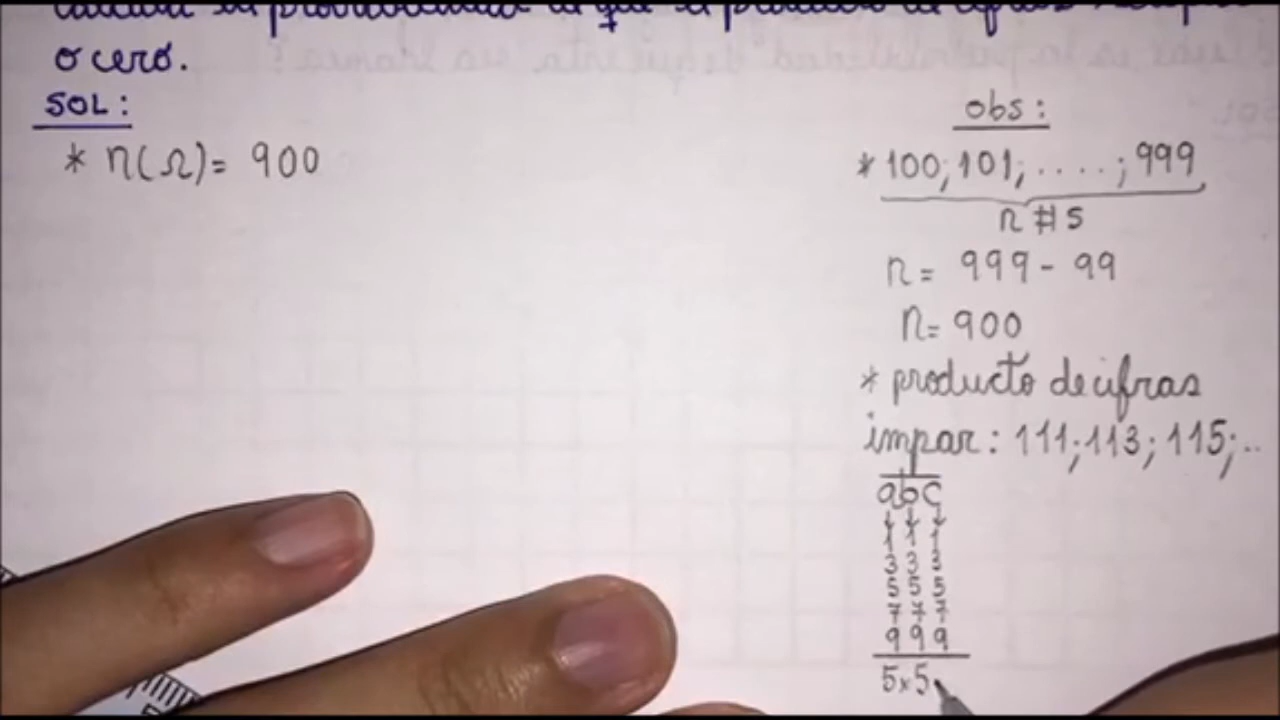 o cero.
SOL:
* n(Ω)= 900
obs:
*100;101;....;999
n #s
n= 999- 99
n= 900
* producto de cifras
impar: 111;113;115;..
abc
↓↓↓
1 1 1
3 3 3
5 5 5
7 7 7
9 9 9
5x5